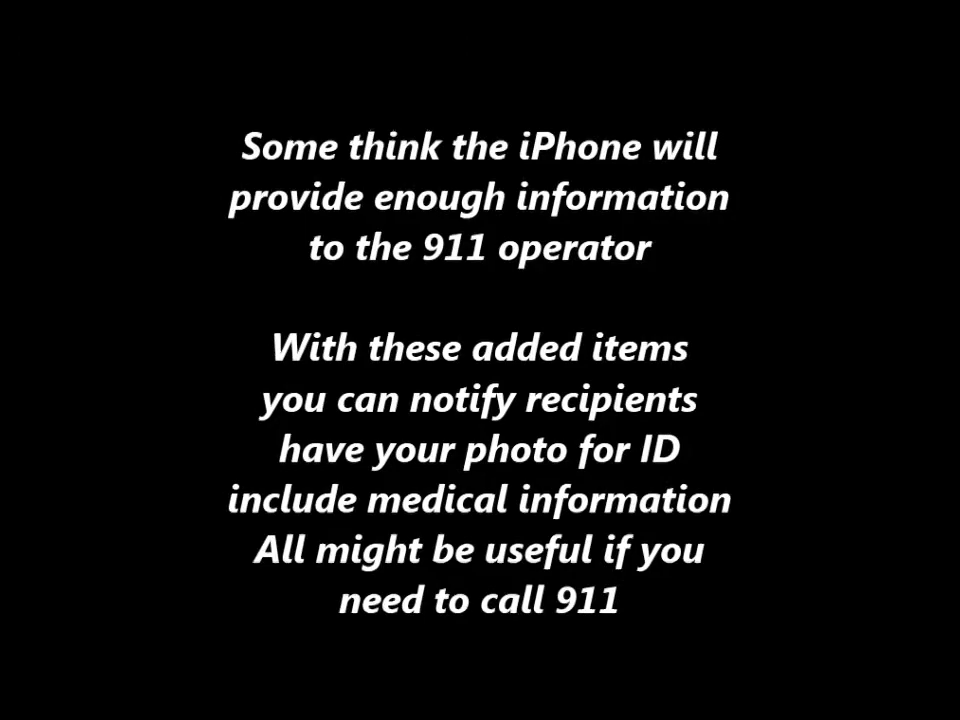 Some think the iPhone will
provide enough information
to the 911 operator
With these added items
you can notify recipients
have your photo for ID
include medical information
All might be useful if you
need to call 911